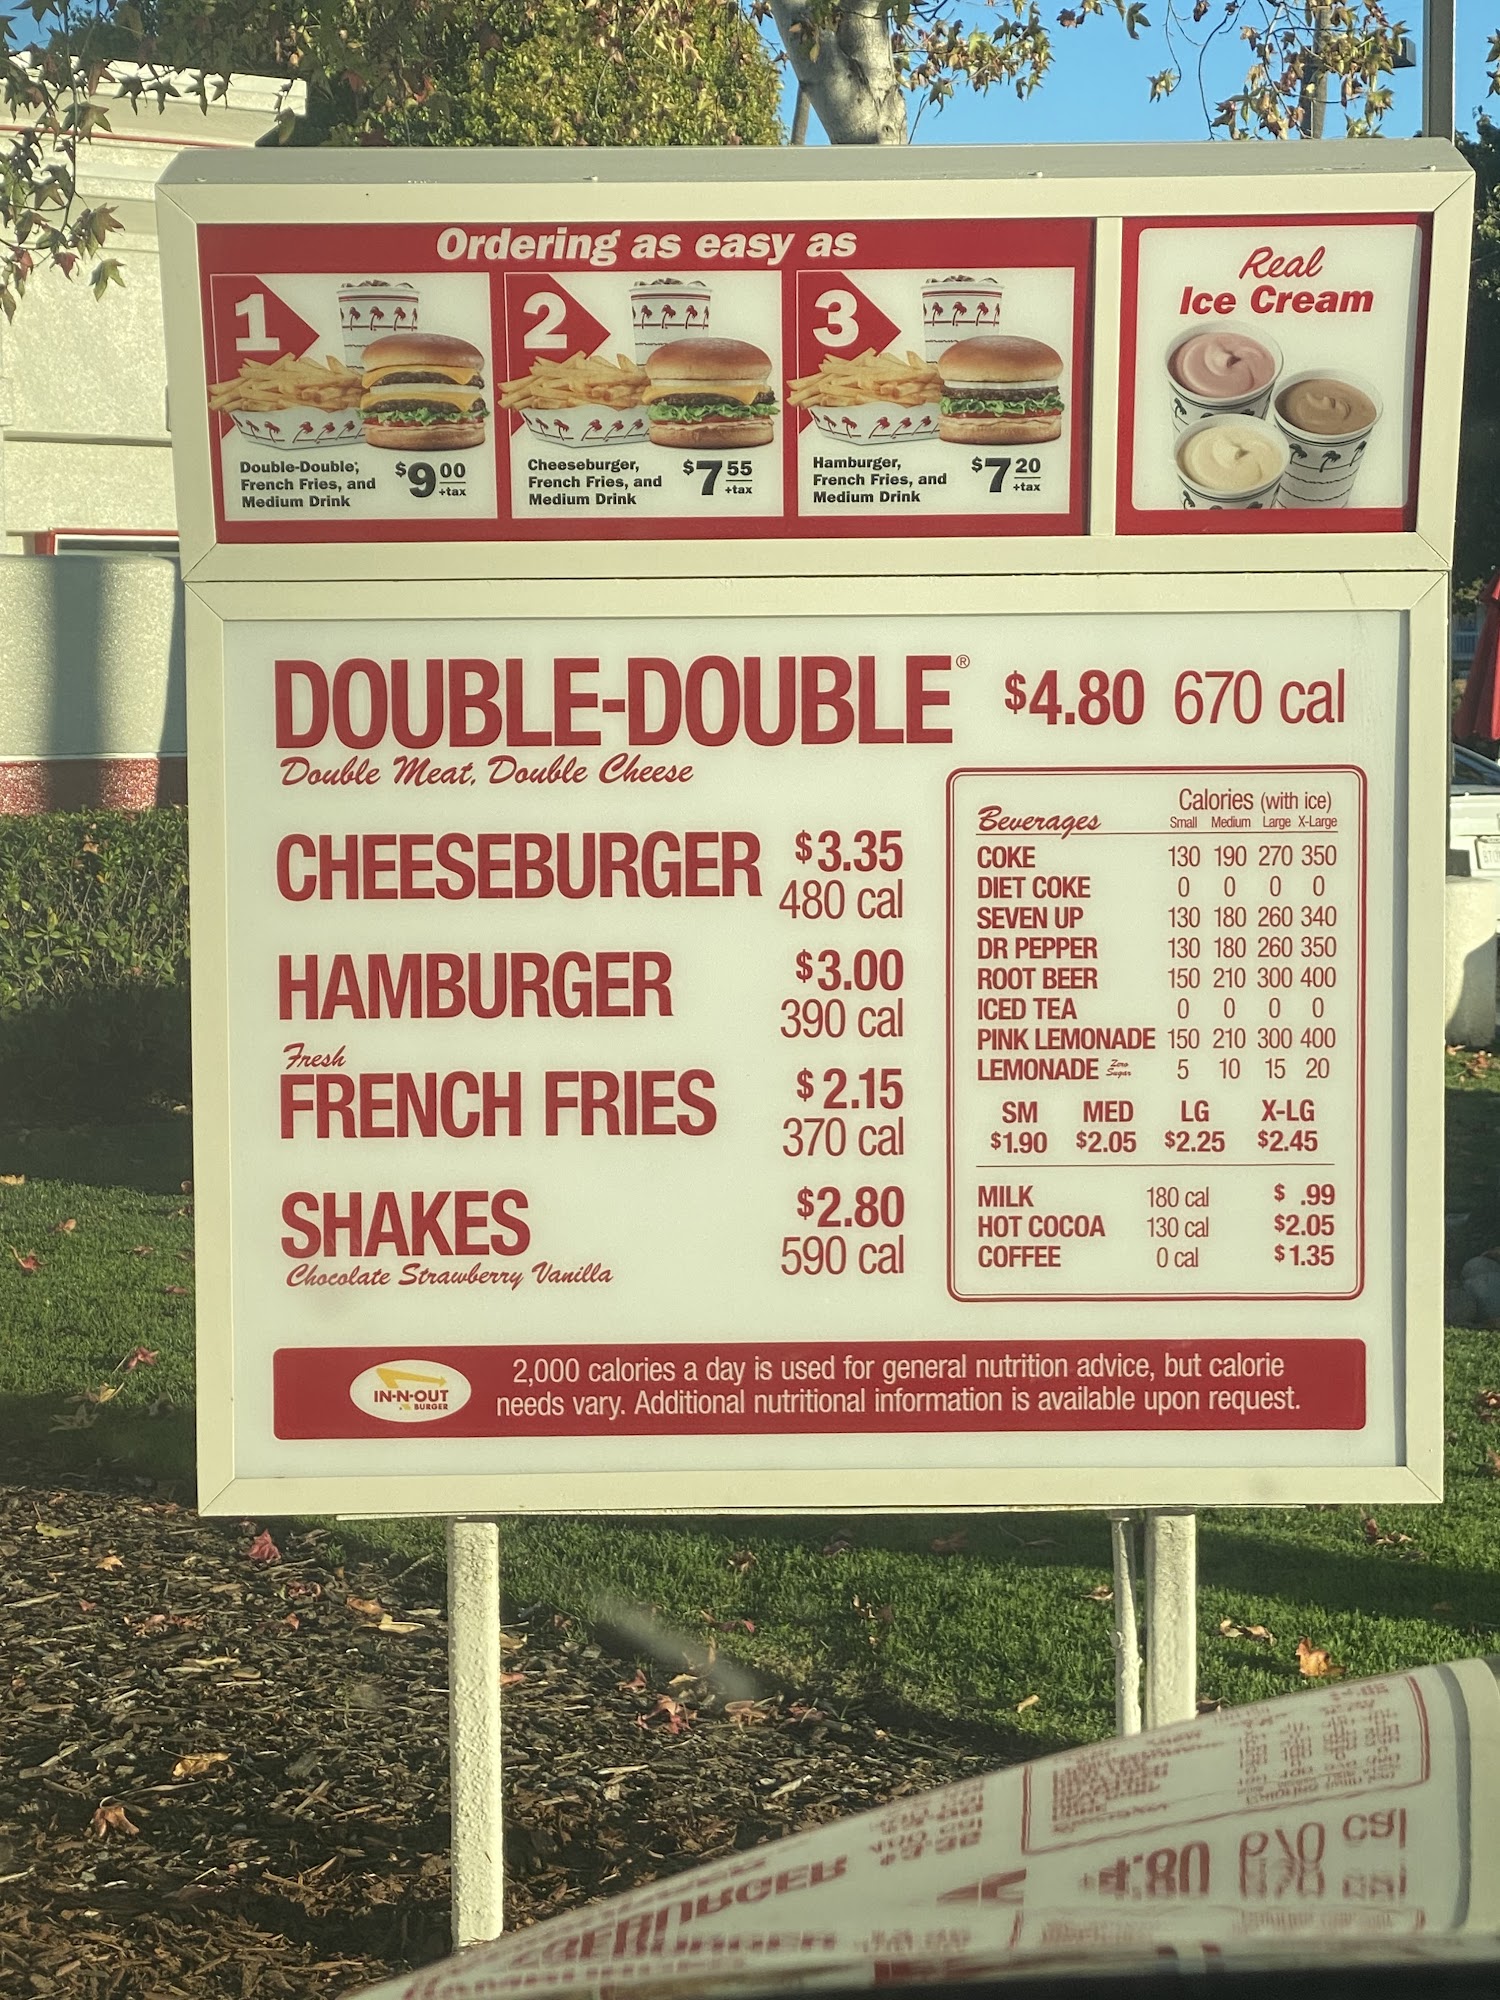 Ordering as easy as
1
Double-Double,
French Fries, and
Medium Drink
$9 00
+tax
2
Cheeseburger,
French Fries, and
Medium Drink
$7 55
+tax
3
Hamburger,
French Fries, and
Medium Drink
$7 20
+tax
Real
Ice Cream
DOUBLE-DOUBLE® $4.80 670 cal
Double Meat, Double Cheese
CHEESEBURGER $3.35
480 cal
HAMBURGER $3.00
390 cal
Fresh
FRENCH FRIES $2.15
370 cal
SHAKES $2.80
590 cal
Chocolate Strawberry Vanilla
Calories (with ice)
Beverages Small Medium Large X-Large
COKE 130 190 270 350
DIET COKE 0 0 0 0
SEVEN UP 130 180 260 340
DR PEPPER 130 180 260 350
ROOT BEER 150 210 300 400
ICED TEA 0 0 0 0
PINK LEMONADE 150 210 300 400
LEMONADE Zero Sugar 5 10 15 20
SM MED LG X-LG
$1.90 $2.05 $2.25 $2.45
MILK 180 cal $ .99
HOT COCOA 130 cal $2.05
COFFEE 0 cal $1.35
IN-N-OUT
BURGER
2,000 calories a day is used for general nutrition advice, but calorie
needs vary. Additional nutritional information is available upon request.